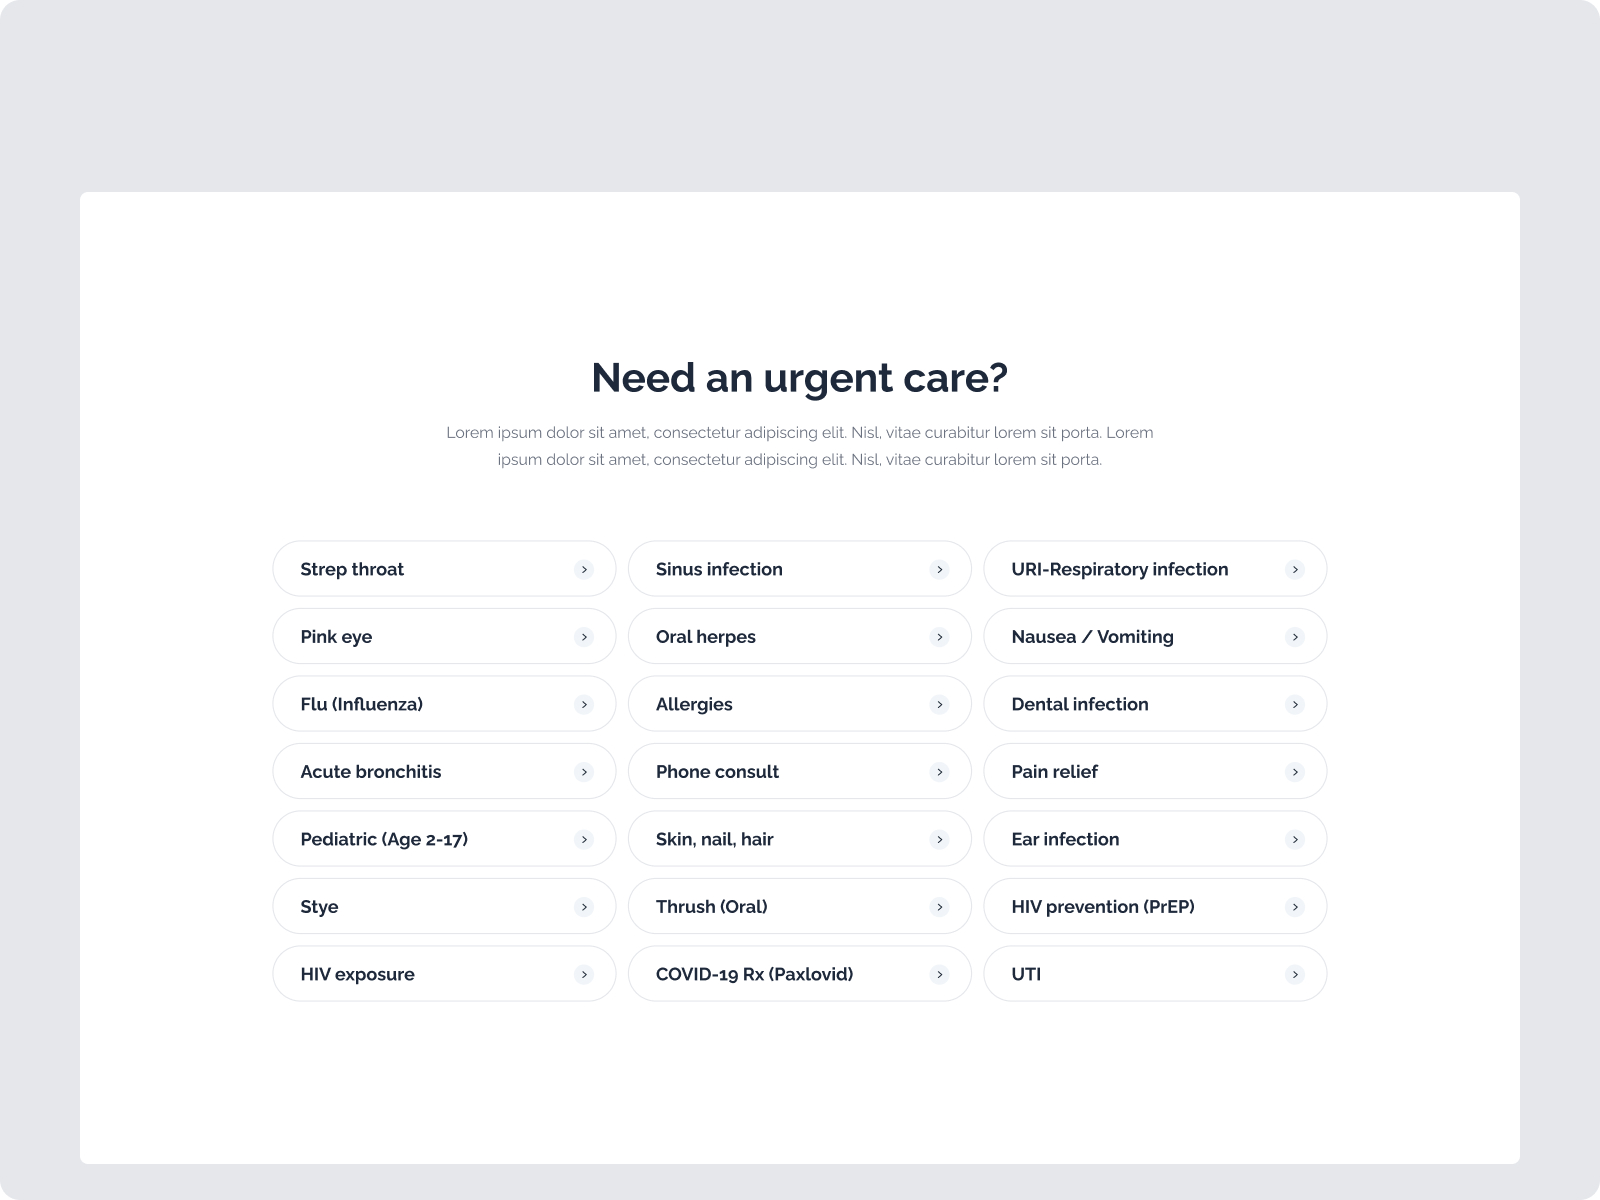 Need an urgent care?
Lorem ipsum dolor sit amet, consectetur adipiscing elit. Nisl, vitae curabitur lorem sit porta. Lorem
ipsum dolor sit amet, consectetur adipiscing elit. Nisl, vitae curabitur lorem sit porta.
Strep throat
Sinus infection
URI-Respiratory infection
Pink eye
Oral herpes
Nausea / Vomiting
Flu (Influenza)
Allergies
Dental infection
Acute bronchitis
Phone consult
Pain relief
Pediatric (Age 2-17)
Skin, nail, hair
Ear infection
Stye
Thrush (Oral)
HIV prevention (PrEP)
HIV exposure
COVID-19 Rx (Paxlovid)
UTI